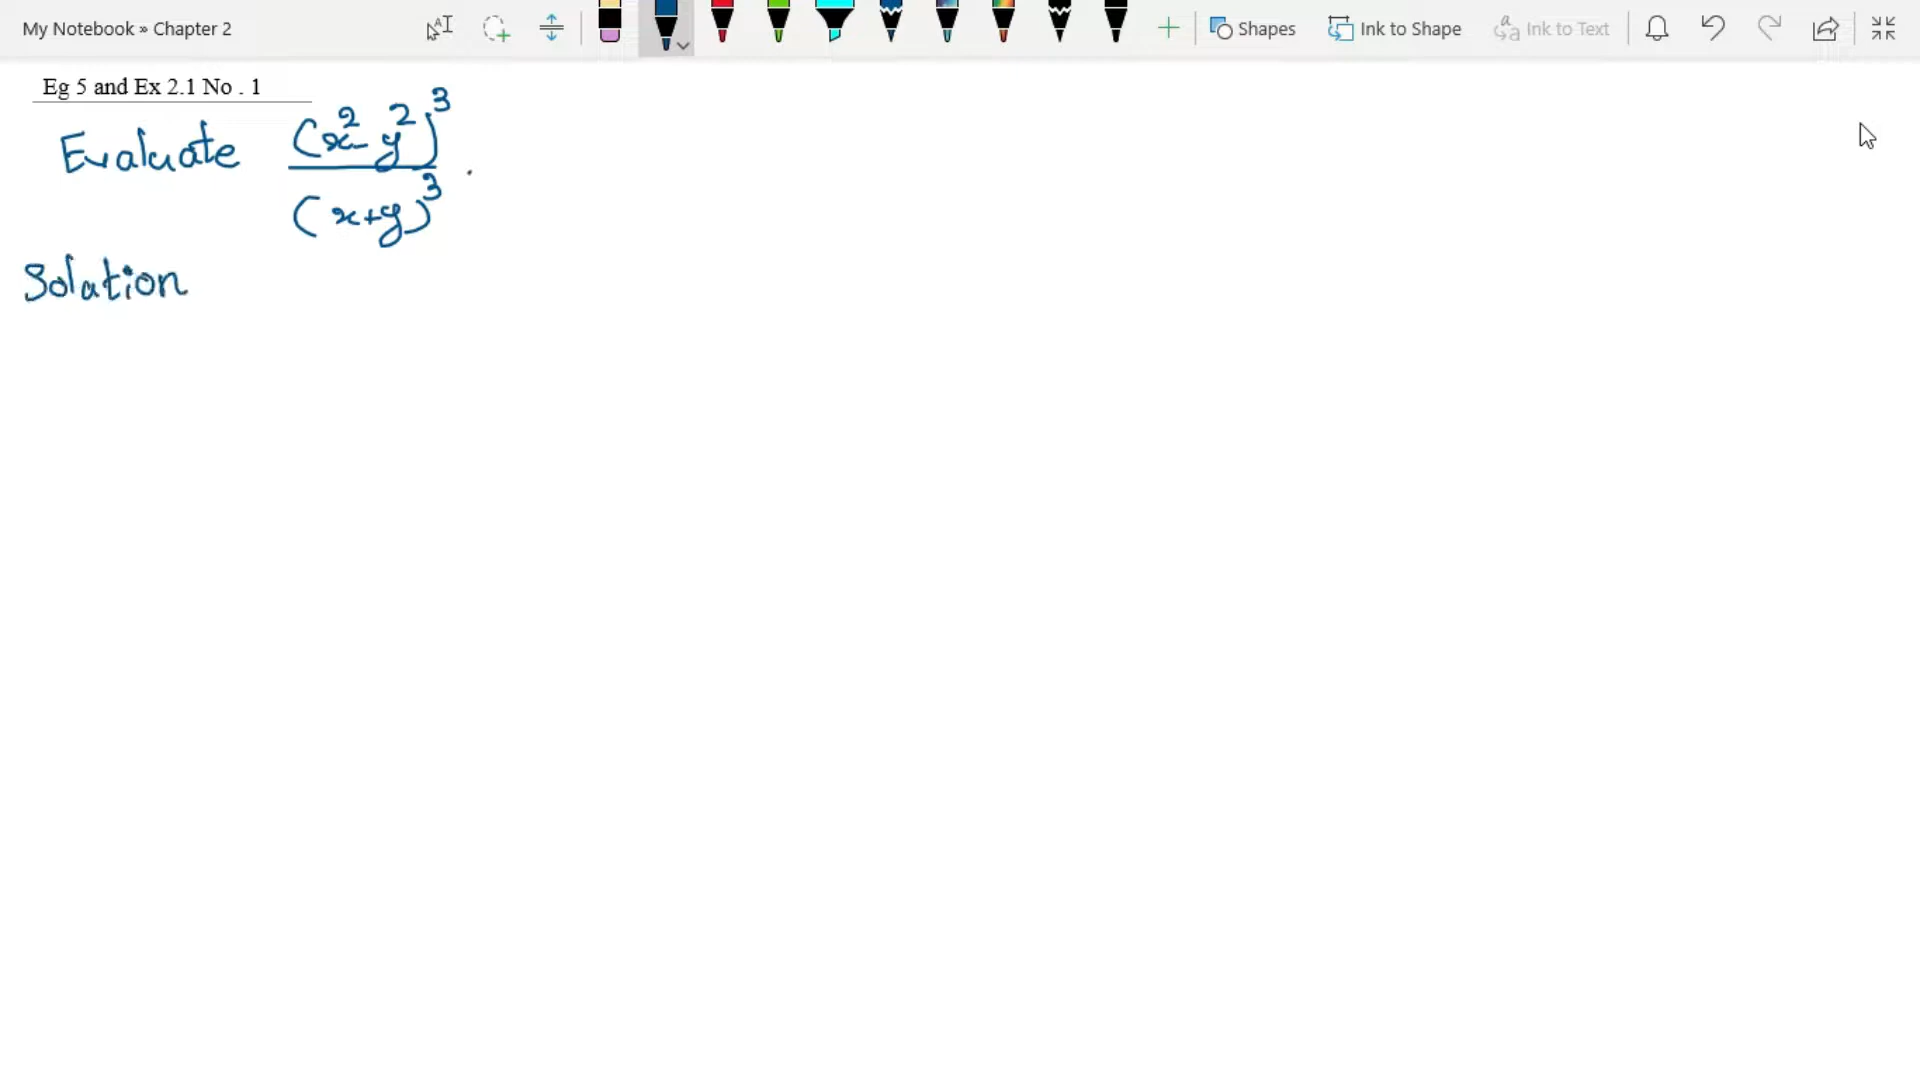 My Notebook » Chapter 2 Shapes Ink to Shape Ink to Text
Eg 5 and Ex 2.1 No . 1
Evaluate (x² - y²)³ / (x+y)³ .
Solution